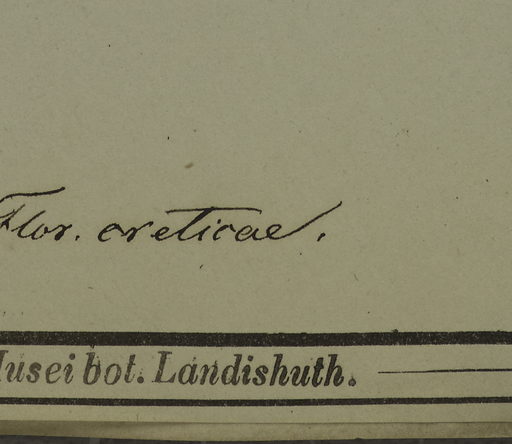 Flor. creticae.
Musei bot. Landishuth.